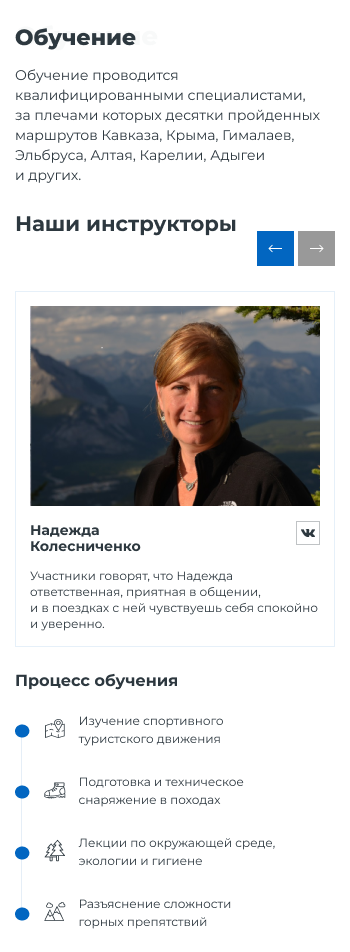 Обучение
Обучение проводится
квалифицированными специалистами,
за плечами которых десятки пройденных
маршрутов Кавказа, Крыма, Гималаев,
Эльбруса, Алтая, Карелии, Адыгеи
и других.
Наши инструкторы
Надежда
Колесниченко
Участники говорят, что Надежда
ответственная, приятная в общении,
и в поездках с ней чувствуешь себя спокойно
и уверенно.
Процесс обучения
Изучение спортивного
туристского движения
Подготовка и техническое
снаряжение в походах
Лекции по окружающей среде,
экологии и гигиене
Разъяснение сложности
горных препятствий